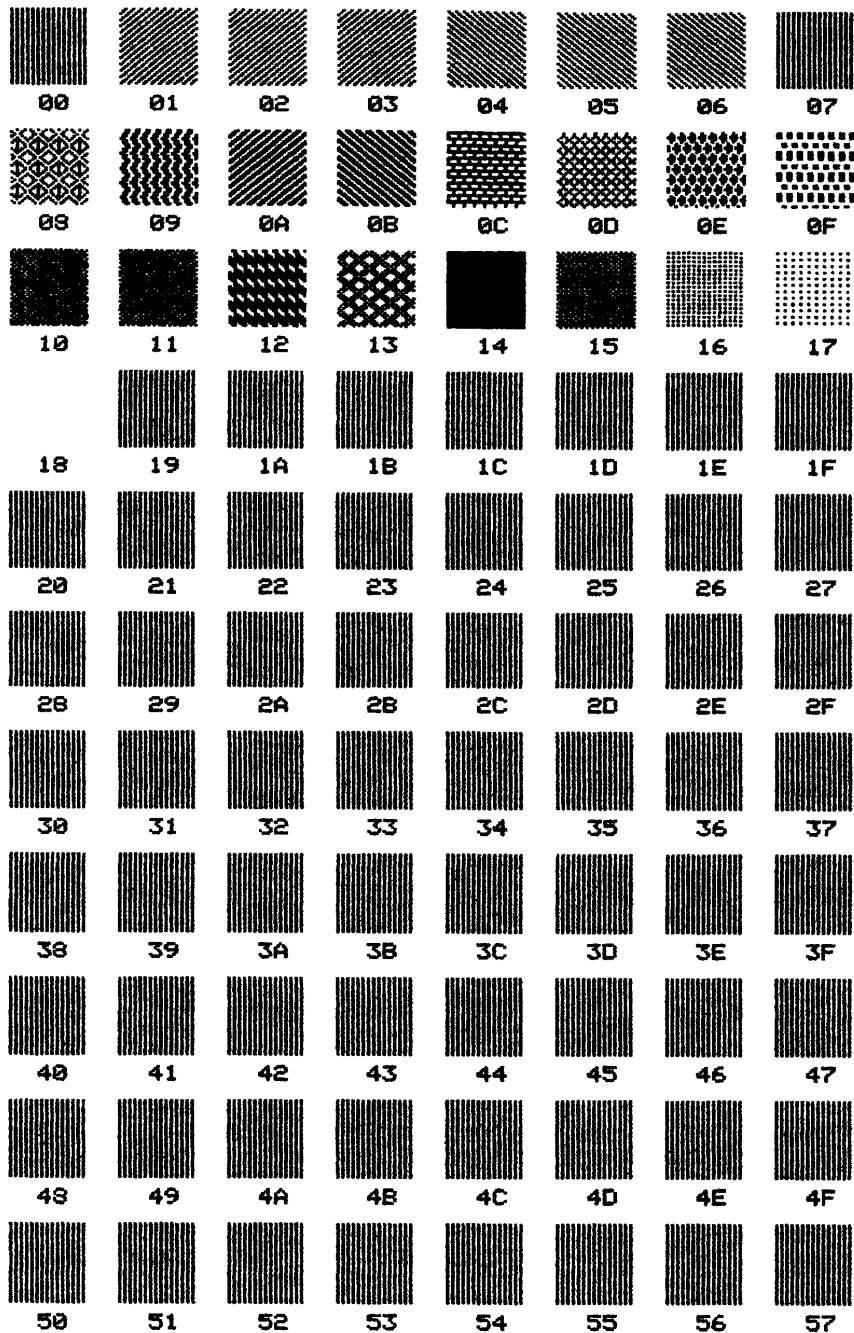 00 01 02 03 04 05 06 07
08 09 0A 0B 0C 0D 0E 0F
10 11 12 13 14 15 16 17
18 19 1A 1B 1C 1D 1E 1F
20 21 22 23 24 25 26 27
28 29 2A 2B 2C 2D 2E 2F
30 31 32 33 34 35 36 37
38 39 3A 3B 3C 3D 3E 3F
40 41 42 43 44 45 46 47
48 49 4A 4B 4C 4D 4E 4F
50 51 52 53 54 55 56 57